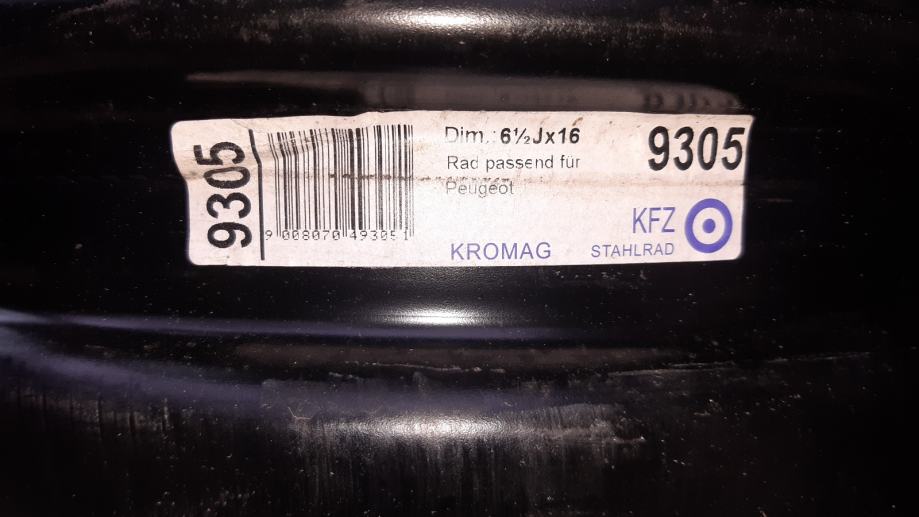 9305
9 008070 493051
Dim.: 6½Jx16
Rad passend für
Peugeot
9305
KROMAG
KFZ
STAHLRAD